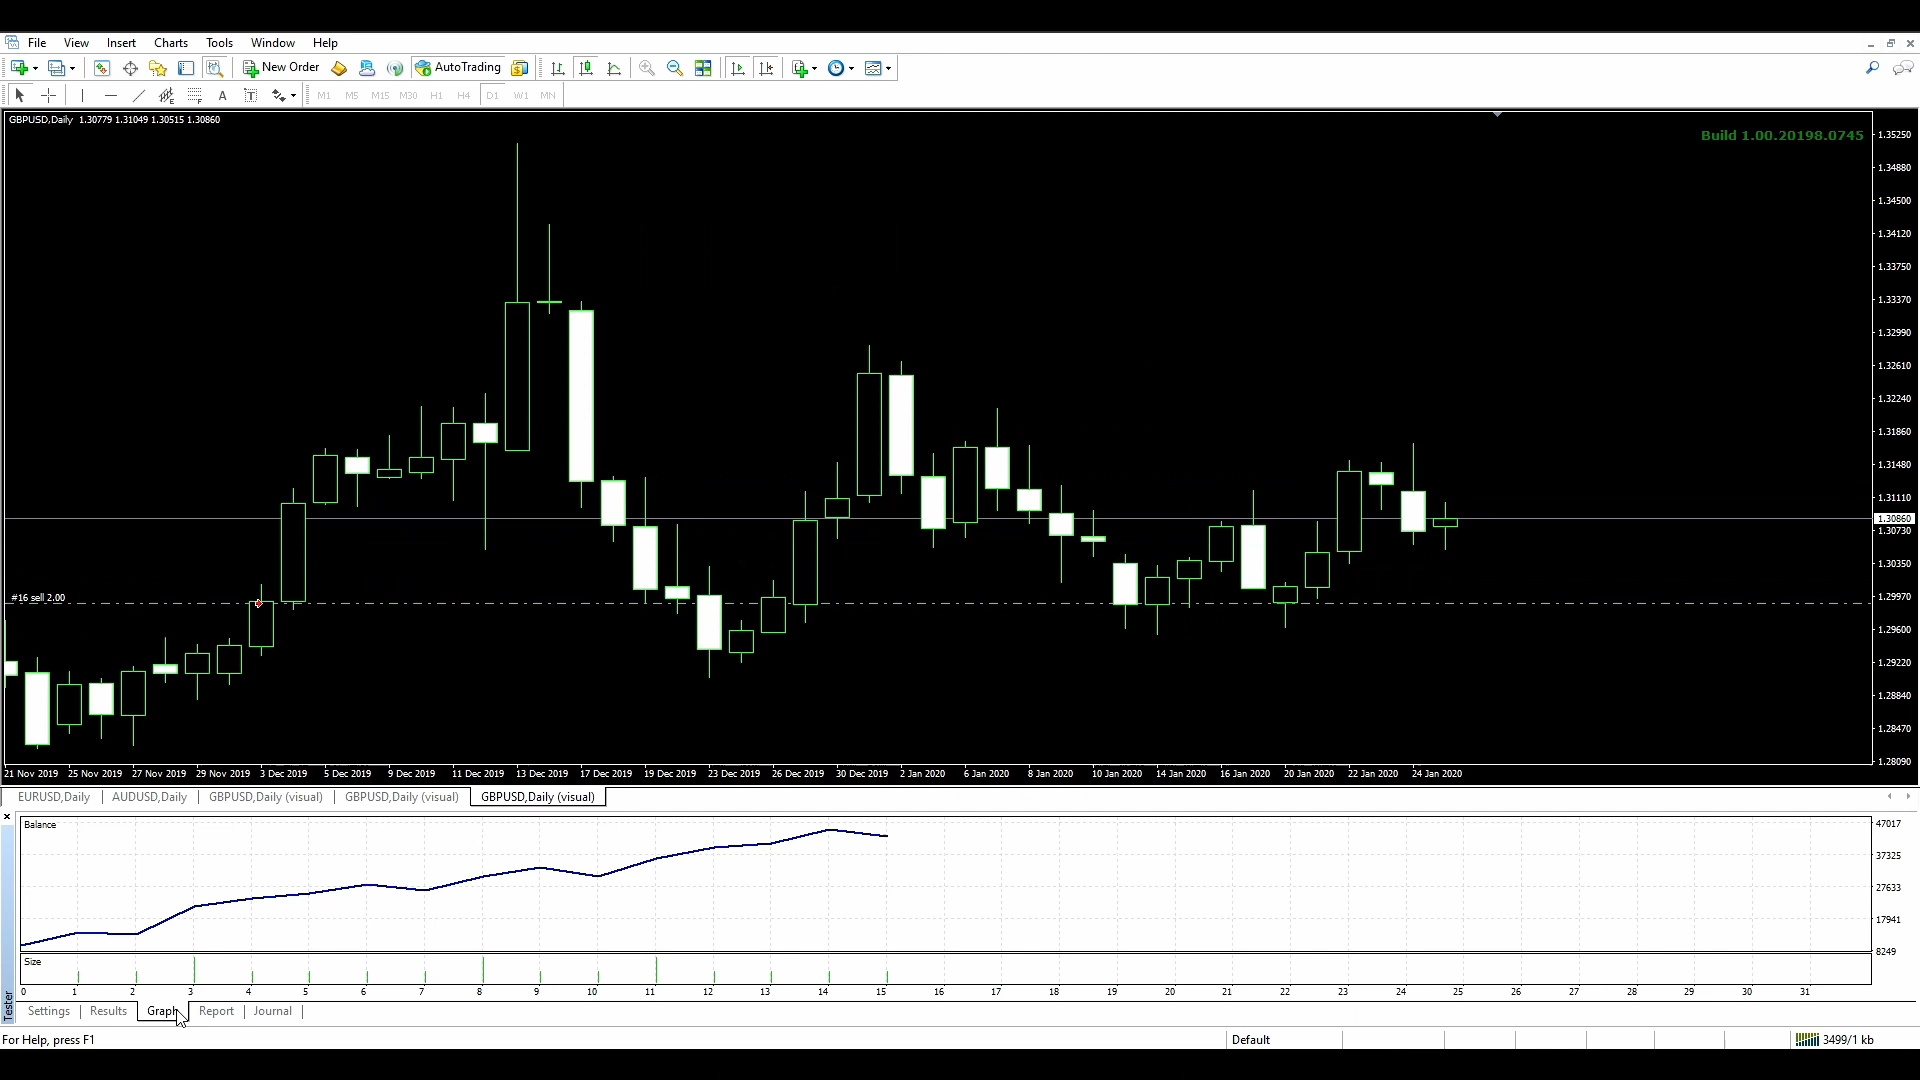 File View Insert Charts Tools Window Help
New Order AutoTrading
A T M1 M5 M15 M30 H1 H4 D1 W1 MN
GBPUSD,Daily 1.30779 1.31049 1.30515 1.30860
Build 1.00.20198.0745
1.35250
1.34880
1.34500
1.34120
1.33750
1.33370
1.32990
1.32610
1.32240
1.31860
1.31480
1.31110
1.30860
1.30730
1.30350
#16 sell 2.00
1.29970
1.29600
1.29220
1.28840
1.28470
1.28090
21 Nov 2019 25 Nov 2019 27 Nov 2019 29 Nov 2019 3 Dec 2019 5 Dec 2019 9 Dec 2019 11 Dec 2019 13 Dec 2019 17 Dec 2019 19 Dec 2019 23 Dec 2019 26 Dec 2019 30 Dec 2019 2 Jan 2020 6 Jan 2020 8 Jan 2020 10 Jan 2020 14 Jan 2020 16 Jan 2020 20 Jan 2020 22 Jan 2020 24 Jan 2020
EURUSD,Daily AUDUSD,Daily GBPUSD,Daily (visual) GBPUSD,Daily (visual) GBPUSD,Daily (visual)
Balance
47017
37325
27633
17941
8249
Size
0 1 2 3 4 5 6 7 8 9 10 11 12 13 14 15 16 17 18 19 20 21 22 23 24 25 26 27 28 29 30 31
Tester
Settings Results Graph Report Journal
For Help, press F1 Default 3499/1 kb